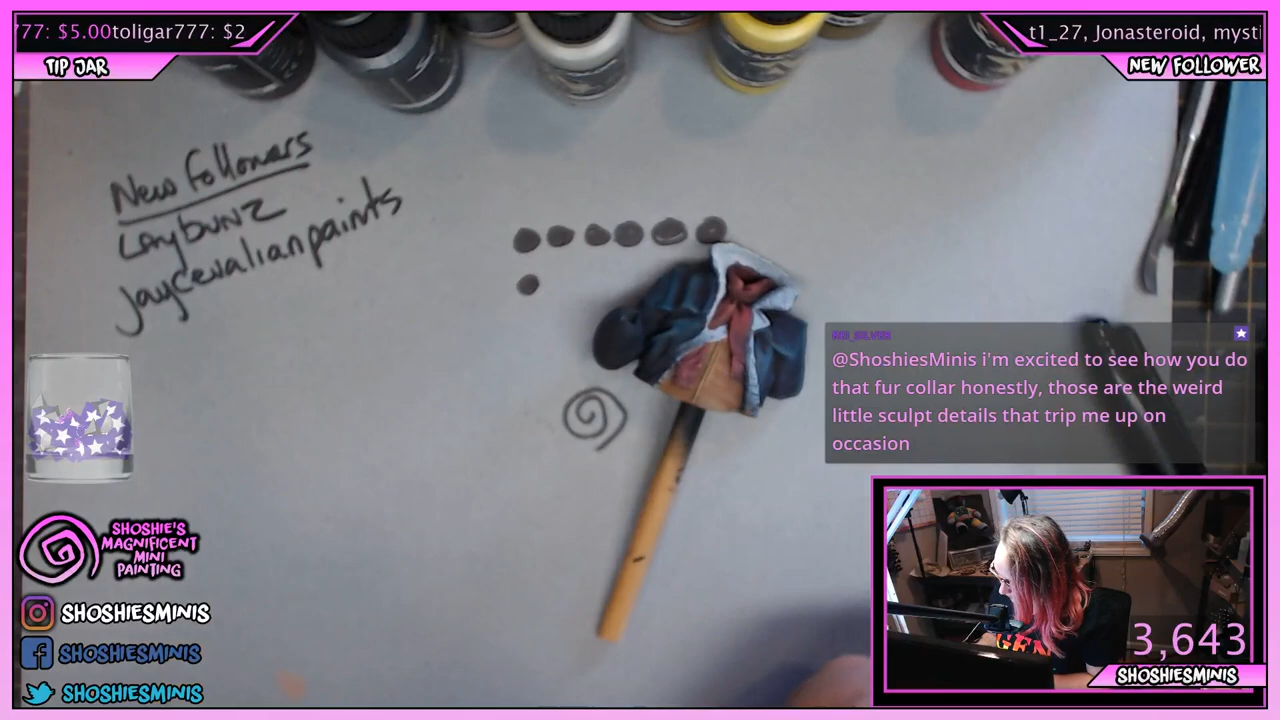 777: $5.00toligar777: $2
TIP JAR
t1_27, Jonasteroid, mysti
NEW FOLLOWER
New Followers
Laybunz
Jaycevalianpaints
@ShoshiesMinis i'm excited to see how you do
that fur collar honestly, those are the weird
little sculpt details that trip me up on
occasion
SHOSHIE'S
MAGNIFICENT
MINI
PAINTING
SHOSHIESMINIS
SHOSHIESMINIS
SHOSHIESMINIS
3,643
SHOSHIESMINIS